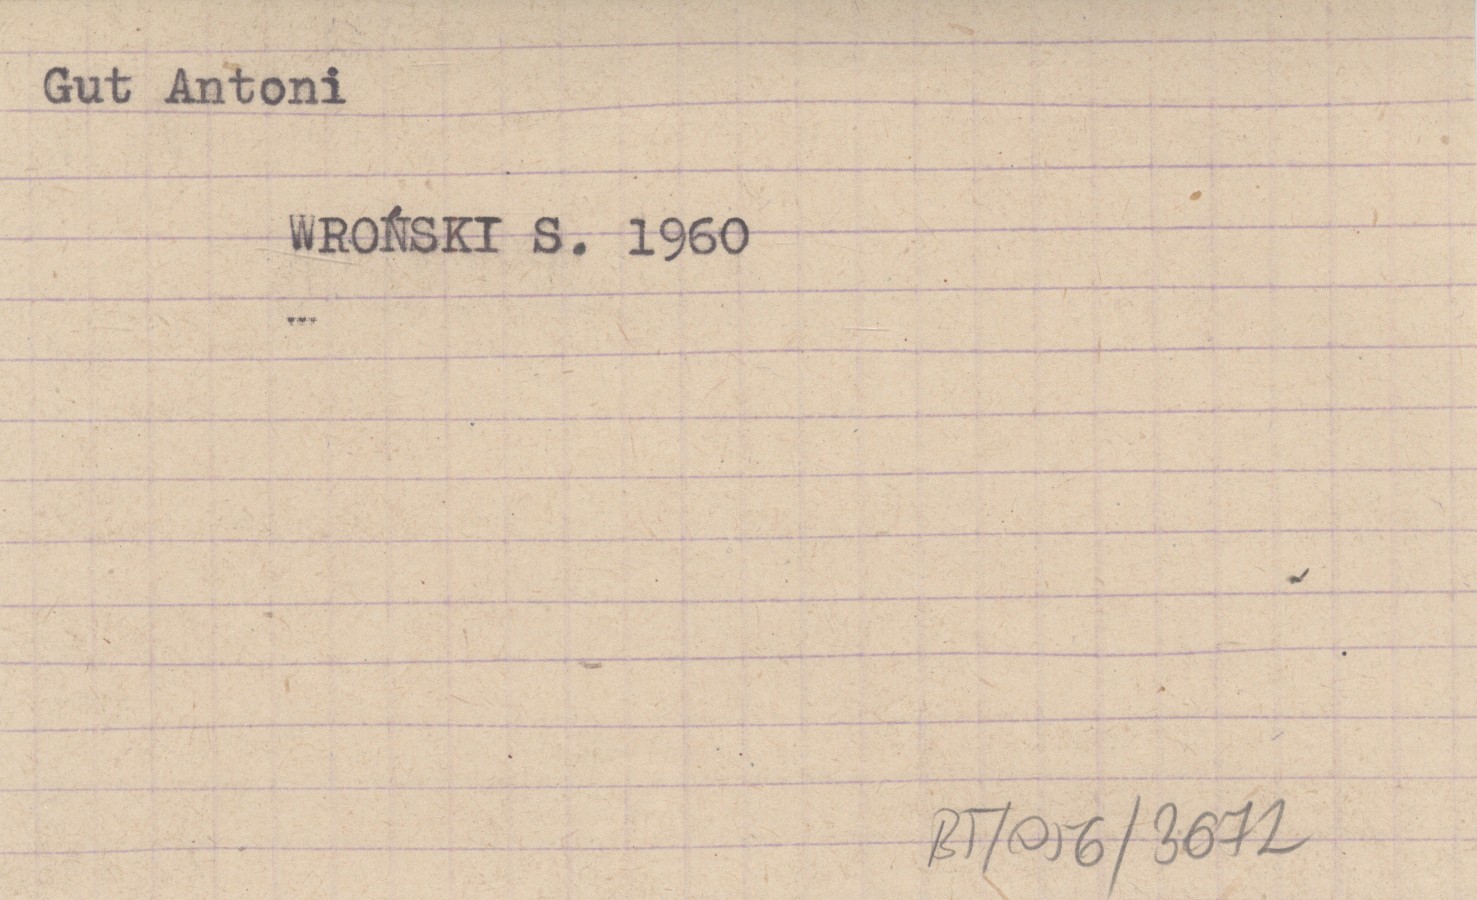 Gut Antoni
WROŃSKI S. 1960
BT/056/3672